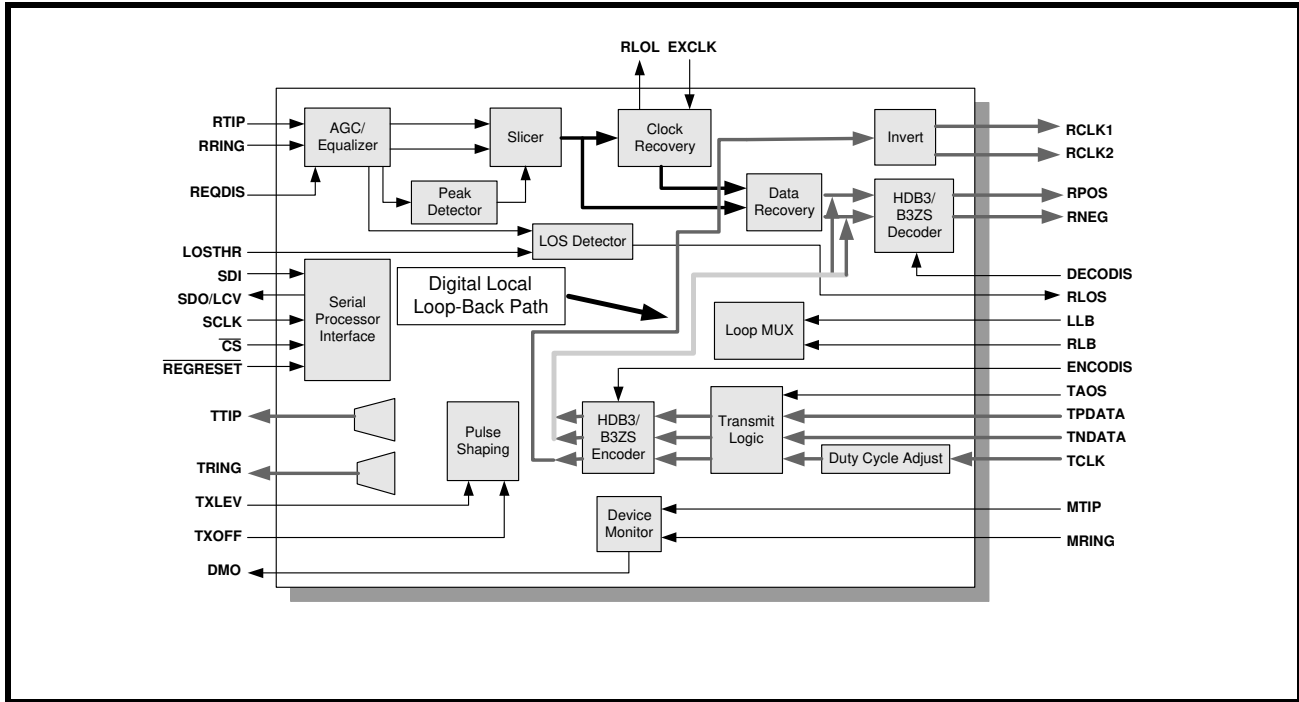 RLOL EXCLK
RTIP
RRING
REQDIS
LOSTHR
SDI
SDO/LCV
SCLK
CS
REGRESET
TTIP
TRING
TXLEV
TXOFF
DMO
AGC/
Equalizer
Peak
Detector
Slicer
LOS Detector
Clock
Recovery
Data
Recovery
Invert
HDB3/
B3ZS
Decoder
Serial
Processor
Interface
Digital Local
Loop-Back Path
Loop MUX
Pulse
Shaping
HDB3/
B3ZS
Encoder
Transmit
Logic
Duty Cycle Adjust
Device
Monitor
RCLK1
RCLK2
RPOS
RNEG
DECODIS
RLOS
LLB
RLB
ENCODIS
TAOS
TPDATA
TNDATA
TCLK
MTIP
MRING